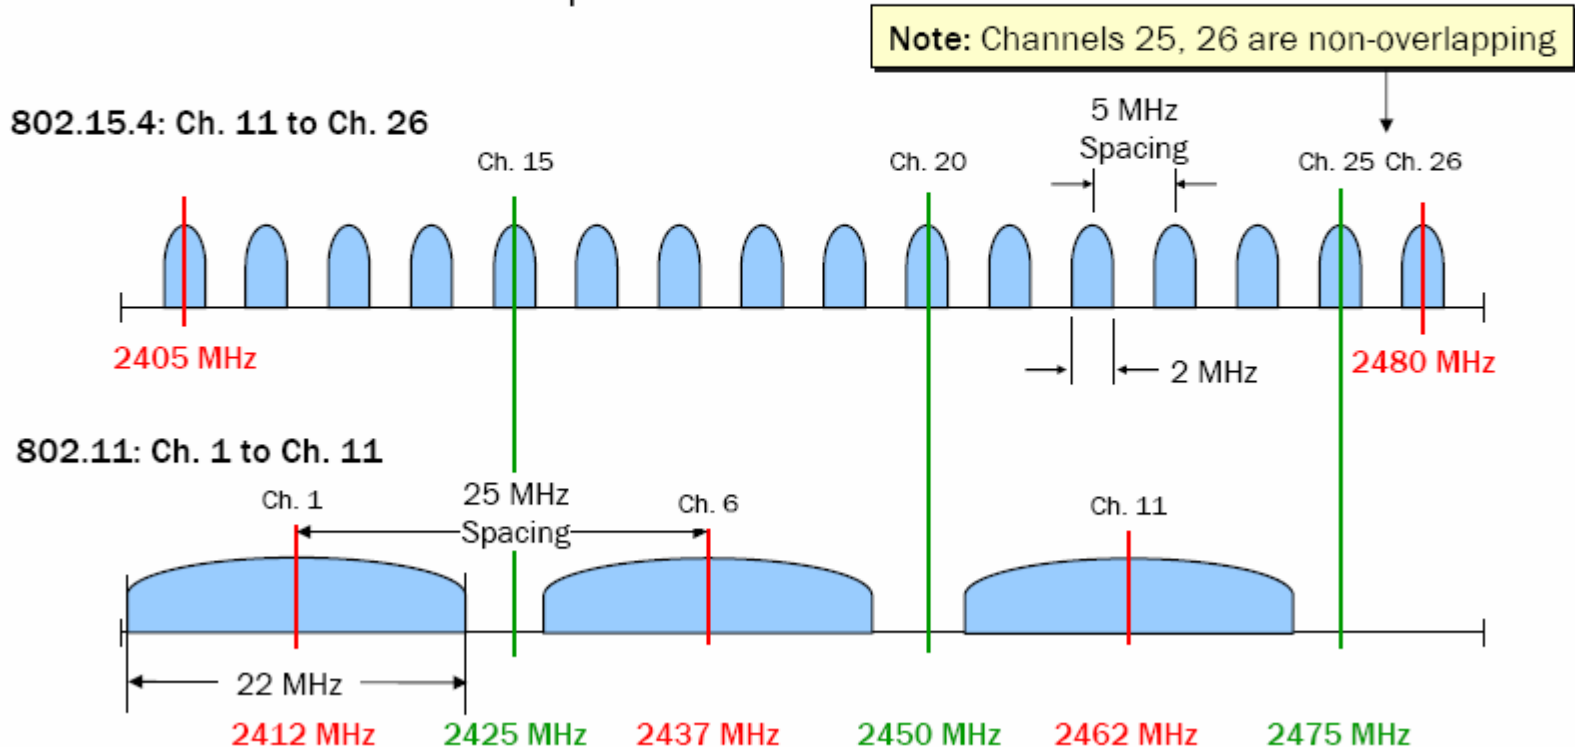 Note: Channels 25, 26 are non-overlapping
802.15.4: Ch. 11 to Ch. 26
5 MHz
Spacing
Ch. 15
Ch. 20
Ch. 25 Ch. 26
2405 MHz
2 MHz
2480 MHz
802.11: Ch. 1 to Ch. 11
Ch. 1
25 MHz
Spacing
Ch. 6
Ch. 11
22 MHz
2412 MHz
2425 MHz
2437 MHz
2450 MHz
2462 MHz
2475 MHz